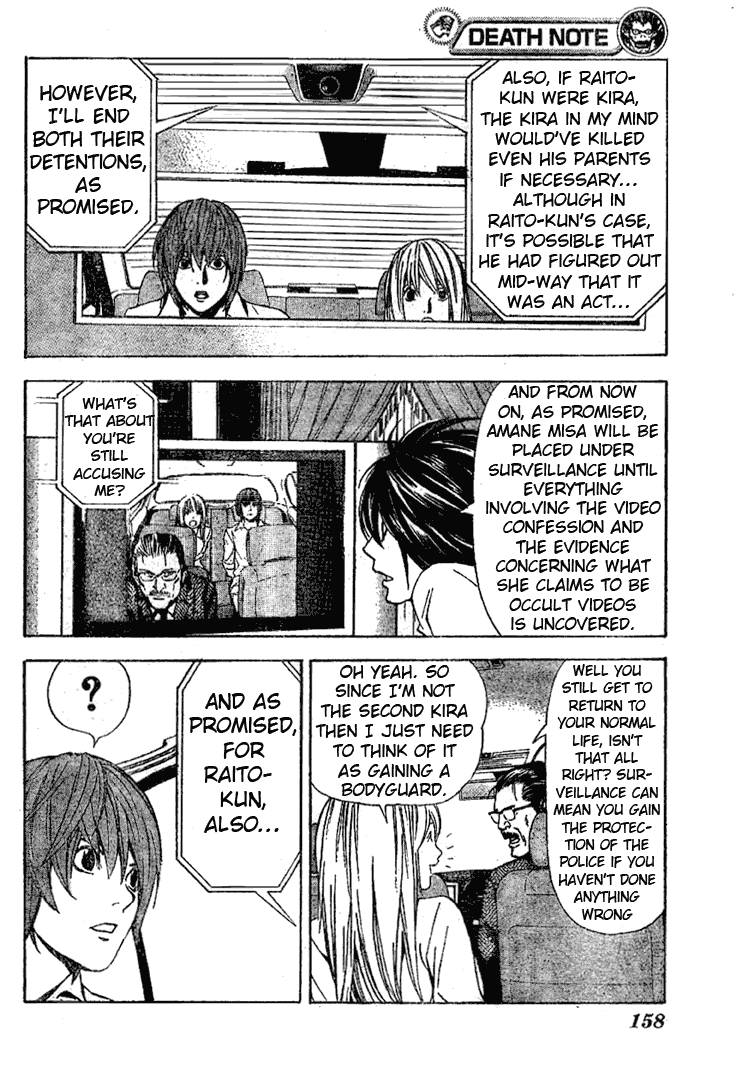 DEATH NOTE
ALSO, IF RAITO-
KUN WERE KIRA,
THE KIRA IN MY MIND
WOULD'VE KILLED
EVEN HIS PARENTS
IF NECESSARY...
ALTHOUGH IN
RAITO-KUN'S CASE,
IT'S POSSIBLE THAT
HE HAD FIGURED OUT
MID-WAY THAT IT
WAS AN ACT...
HOWEVER,
I'LL END
BOTH THEIR
DETENTIONS,
AS
PROMISED.
AND FROM NOW
ON, AS PROMISED,
AMANE MISA WILL BE
PLACED UNDER
SURVEILLANCE UNTIL
EVERYTHING
INVOLVING THE VIDEO
CONFESSION AND
THE EVIDENCE
CONCERNING WHAT
SHE CLAIMS TO BE
OCCULT VIDEOS
IS UNCOVERED.
WHAT'S
THAT ABOUT
YOU'RE
STILL
ACCUSING
ME?
WELL YOU
STILL GET TO
RETURN TO
YOUR NORMAL
LIFE, ISN'T
THAT ALL
RIGHT? SUR-
VEILLANCE CAN
MEAN YOU GAIN
THE PROTEC-
TION OF THE
POLICE IF YOU
HAVEN'T DONE
ANYTHING
WRONG
OH YEAH. SO
SINCE I'M NOT
THE SECOND KIRA
THEN I JUST NEED
TO THINK OF IT
AS GAINING A
BODYGUARD.
AND AS
PROMISED,
FOR
RAITO-
KUN,
ALSO...
?
158